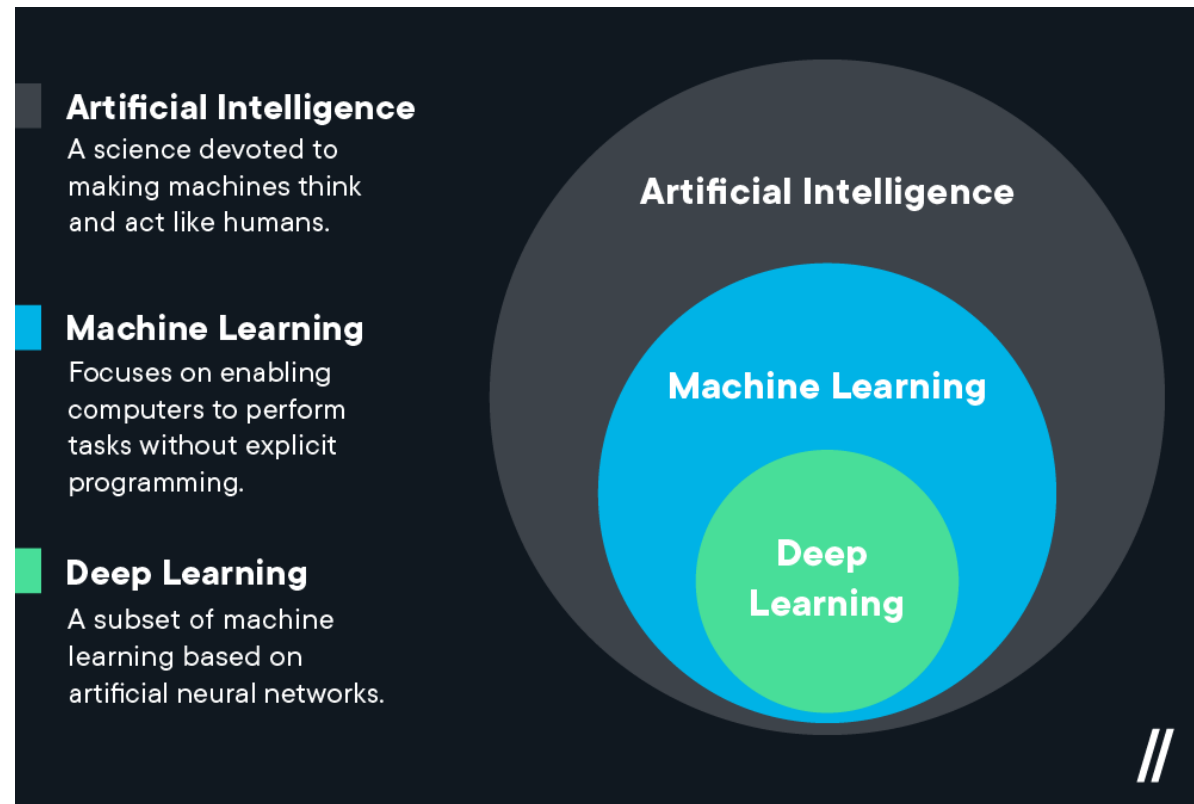 Artificial Intelligence
A science devoted to
making machines think
and act like humans.
Machine Learning
Focuses on enabling
computers to perform
tasks without explicit
programming.
Deep Learning
A subset of machine
learning based on
artificial neural networks.
Artificial Intelligence
Machine Learning
Deep
Learning
//